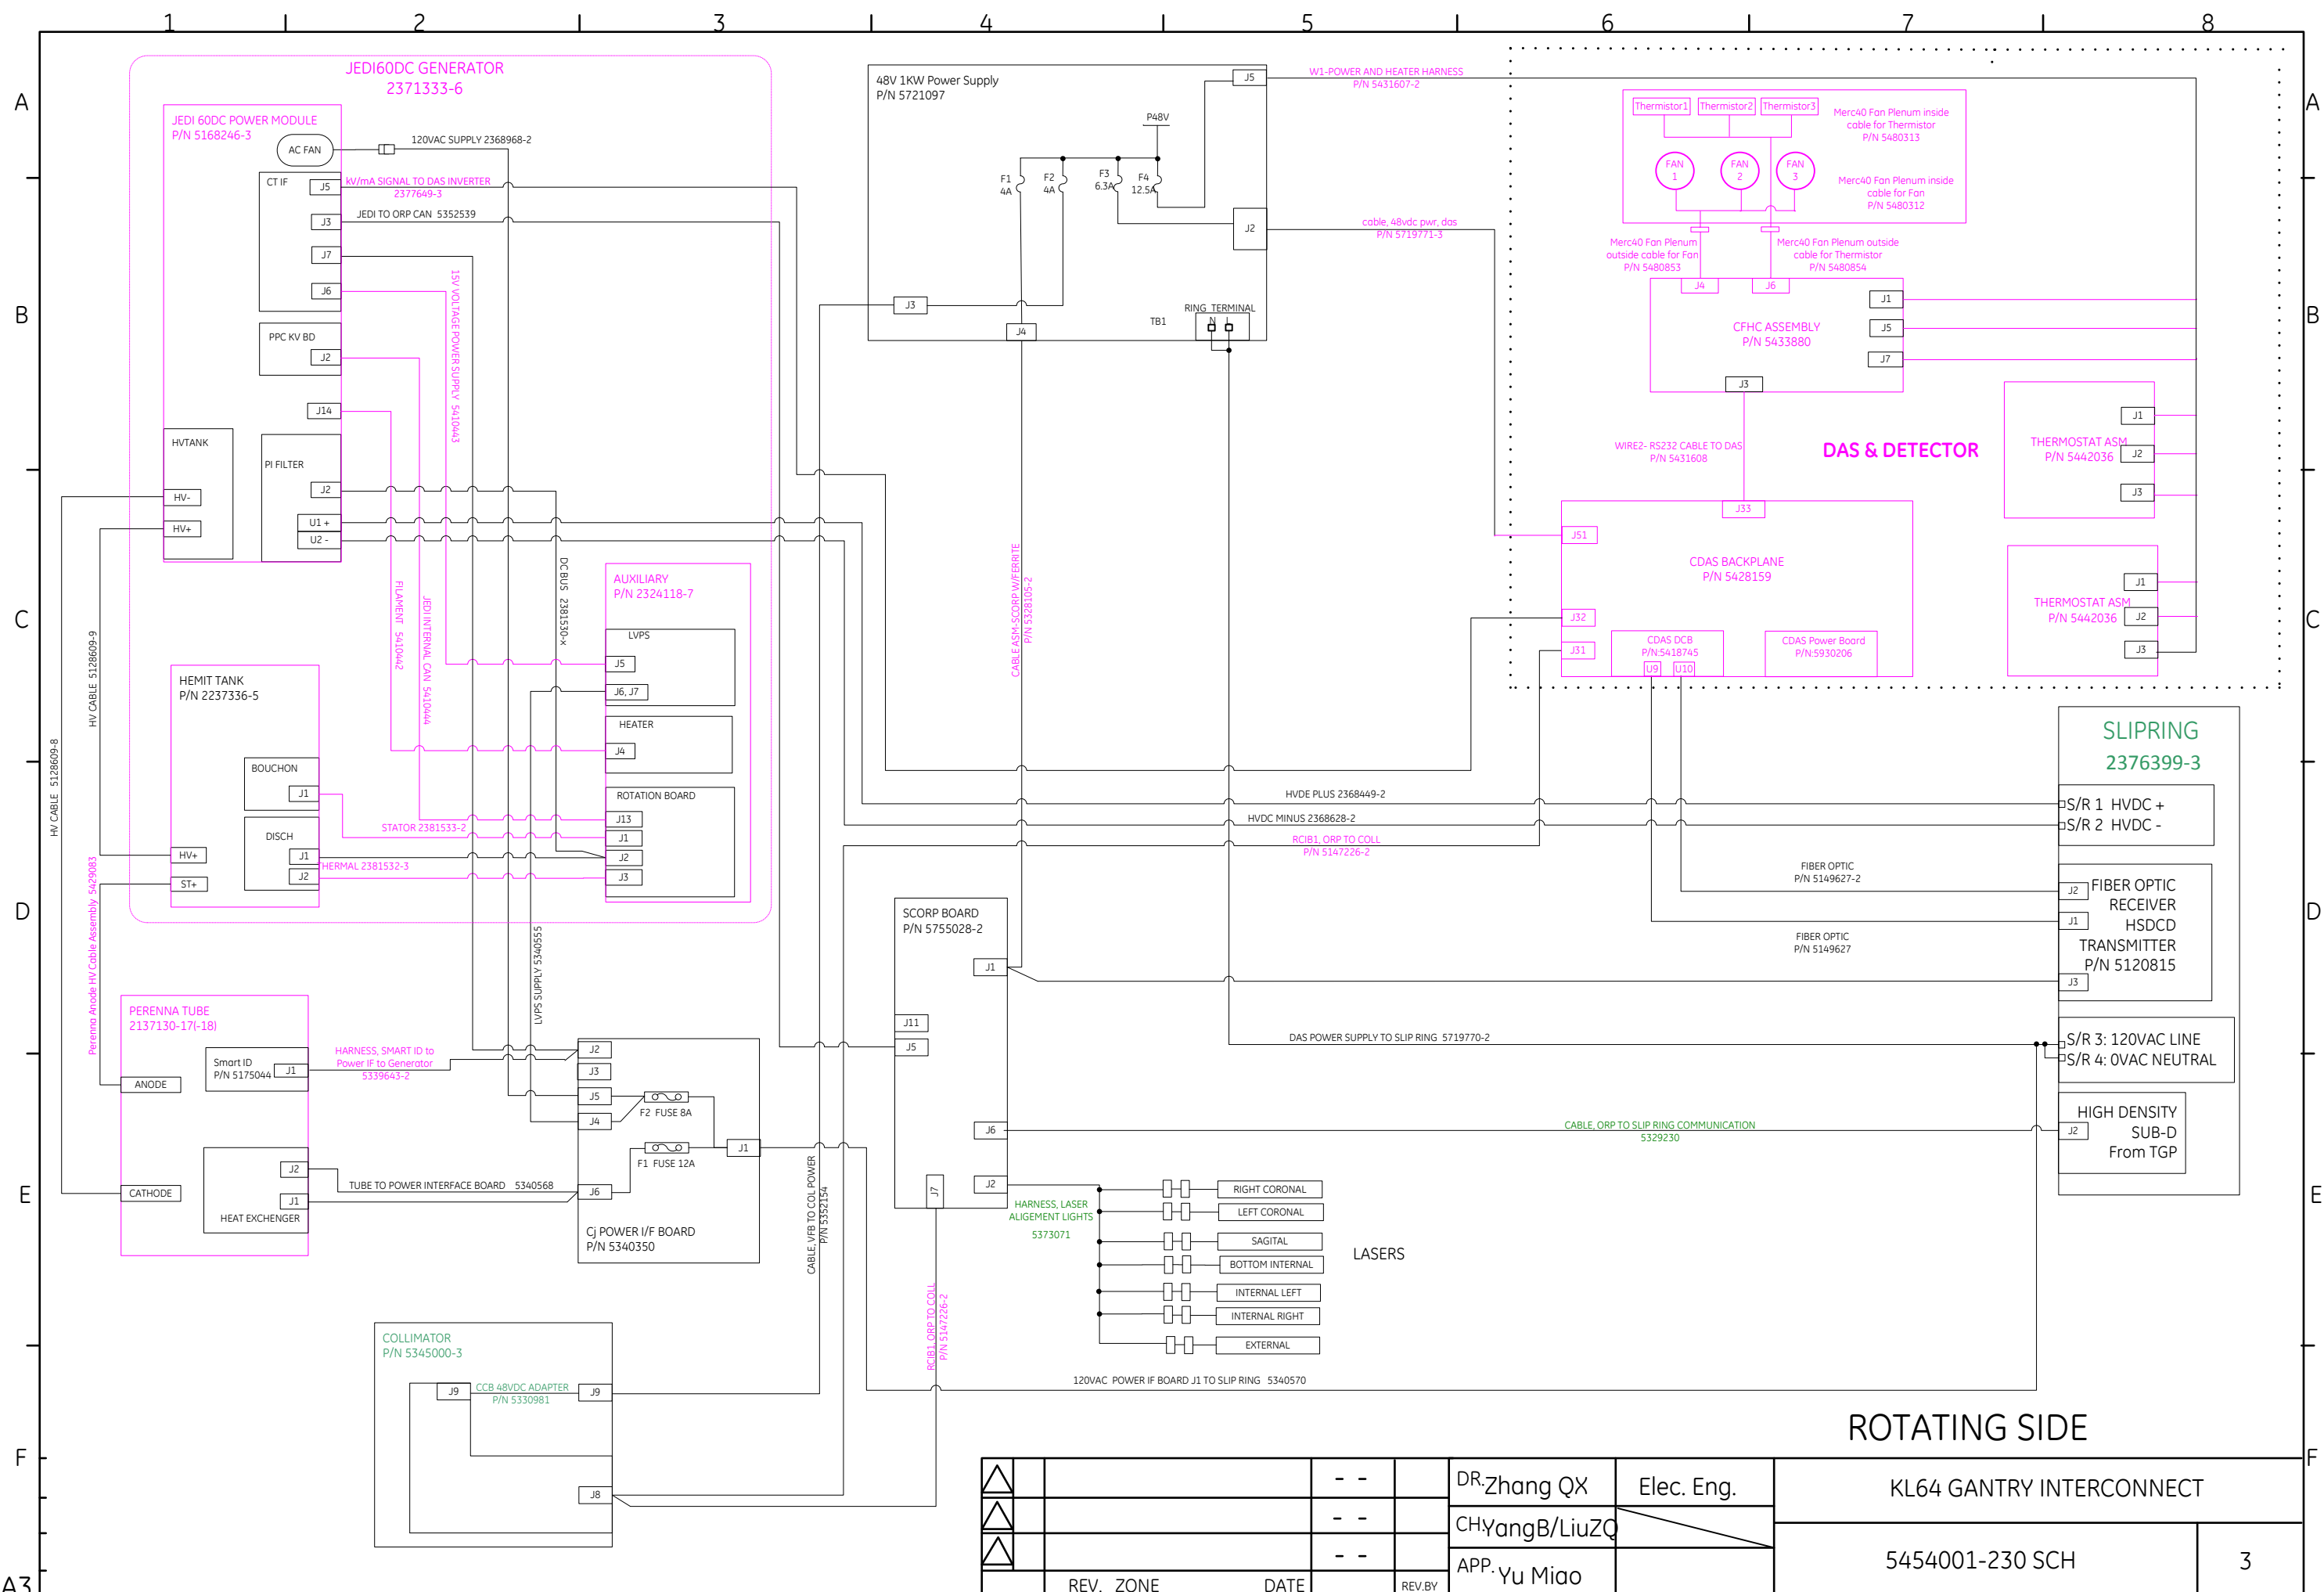 1 2 3 4 5 6 7 8
A
A
B
B
C
C
D
D
E
E
F
F
A3
JEDI60DC GENERATOR
2371333-6
JEDI 60DC POWER MODULE
P/N 5168246-3
AC FAN
120VAC SUPPLY 2368968-2
CT IF
J5
kV/mA SIGNAL TO DAS INVERTER
2377649-3
J3
JEDI TO ORP CAN 5352539
J7
J6
15V VOLTAGE POWER SUPPLY 5410443
PPC KV BD
J2
J14
HVTANK
PI FILTER
HV-
HV+
J2
U1 +
U2 -
FILAMENT 5410442
JEDI INTERNAL CAN 5410444
DC BUS 2381530-x
HV CABLE 5128609-9
HV CABLE 5128609-8
AUXILIARY
P/N 2324118-7
LVPS
J5
J6, J7
HEATER
J4
ROTATION BOARD
J13
J1
J2
J3
HEMIT TANK
P/N 2237336-5
BOUCHON
J1
DISCH
J1
J2
HV+
ST+
STATOR 2381533-2
THERMAL 2381532-3
Perenna Anode HV Cable Assembly 5429083
LVPS SUPPLY 5340555
PERENNA TUBE
2137130-17(-18)
Smart ID
P/N 5175044
J1
ANODE
HARNESS, SMART ID to
Power IF to Generator
5339643-2
J2
J1
HEAT EXCHENGER
CATHODE
TUBE TO POWER INTERFACE BOARD 5340568
J2
J3
J5
J4
J6
F2 FUSE 8A
F1 FUSE 12A
J1
Cj POWER I/F BOARD
P/N 5340350
CABLE, VFB TO COL POWER
P/N 5352154
COLLIMATOR
P/N 5345000-3
J9
CCB 48VDC ADAPTER
P/N 5330981
J9
J8
48V 1KW Power Supply
P/N 5721097
J5
P48V
F1
4A
F2
4A
F3
6.3A
F4
12.5A
J2
J3
J4
RING TERMINAL
TB1
N L
W1-POWER AND HEATER HARNESS
P/N 5431607-2
cable, 48vdc pwr, das
P/N 5719771-3
CABLE ASM-SCORP W/FERRITE
P/N 5328105-2
Thermistor1 Thermistor2 Thermistor3
Merc40 Fan Plenum inside
cable for Thermistor
P/N 5480313
FAN
1
FAN
2
FAN
3
Merc40 Fan Plenum inside
cable for Fan
P/N 5480312
Merc40 Fan Plenum
outside cable for Fan
P/N 5480853
Merc40 Fan Plenum outside
cable for Thermistor
P/N 5480854
J4
J6
J1
J5
J7
J3
CFHC ASSEMBLY
P/N 5433880
WIRE2- RS232 CABLE TO DAS
P/N 5431608
DAS & DETECTOR
THERMOSTAT ASM
P/N 5442036
J1
J2
J3
THERMOSTAT ASM
P/N 5442036
J1
J2
J3
J33
J51
J32
J31
CDAS BACKPLANE
P/N 5428159
CDAS DCB
P/N:5418745
U9 U10
CDAS Power Board
P/N:5930206
SLIPRING
2376399-3
S/R 1 HVDC +
S/R 2 HVDC -
HVDE PLUS 2368449-2
HVDC MINUS 2368628-2
RCIB1, ORP TO COLL
P/N 5147226-2
FIBER OPTIC
P/N 5149627-2
FIBER OPTIC
P/N 5149627
J2
J1
J3
FIBER OPTIC
RECEIVER
HSDCD
TRANSMITTER
P/N 5120815
S/R 3: 120VAC LINE
S/R 4: 0VAC NEUTRAL
DAS POWER SUPPLY TO SLIP RING 5719770-2
J2
HIGH DENSITY
SUB-D
From TGP
CABLE, ORP TO SLIP RING COMMUNICATION
5329230
SCORP BOARD
P/N 5755028-2
J1
J11
J5
J6
J2
J7
RCIB1, ORP TO COLL
P/N 5147226-2
HARNESS, LASER
ALIGEMENT LIGHTS
5373071
RIGHT CORONAL
LEFT CORONAL
SAGITAL
BOTTOM INTERNAL
INTERNAL LEFT
INTERNAL RIGHT
EXTERNAL
LASERS
120VAC POWER IF BOARD J1 TO SLIP RING 5340570
ROTATING SIDE
- -
- -
- -
REV. ZONE DATE REV.BY
DR. Zhang QX Elec. Eng.
CH. YangB/LiuZQ
APP. Yu Miao
KL64 GANTRY INTERCONNECT
5454001-230 SCH 3